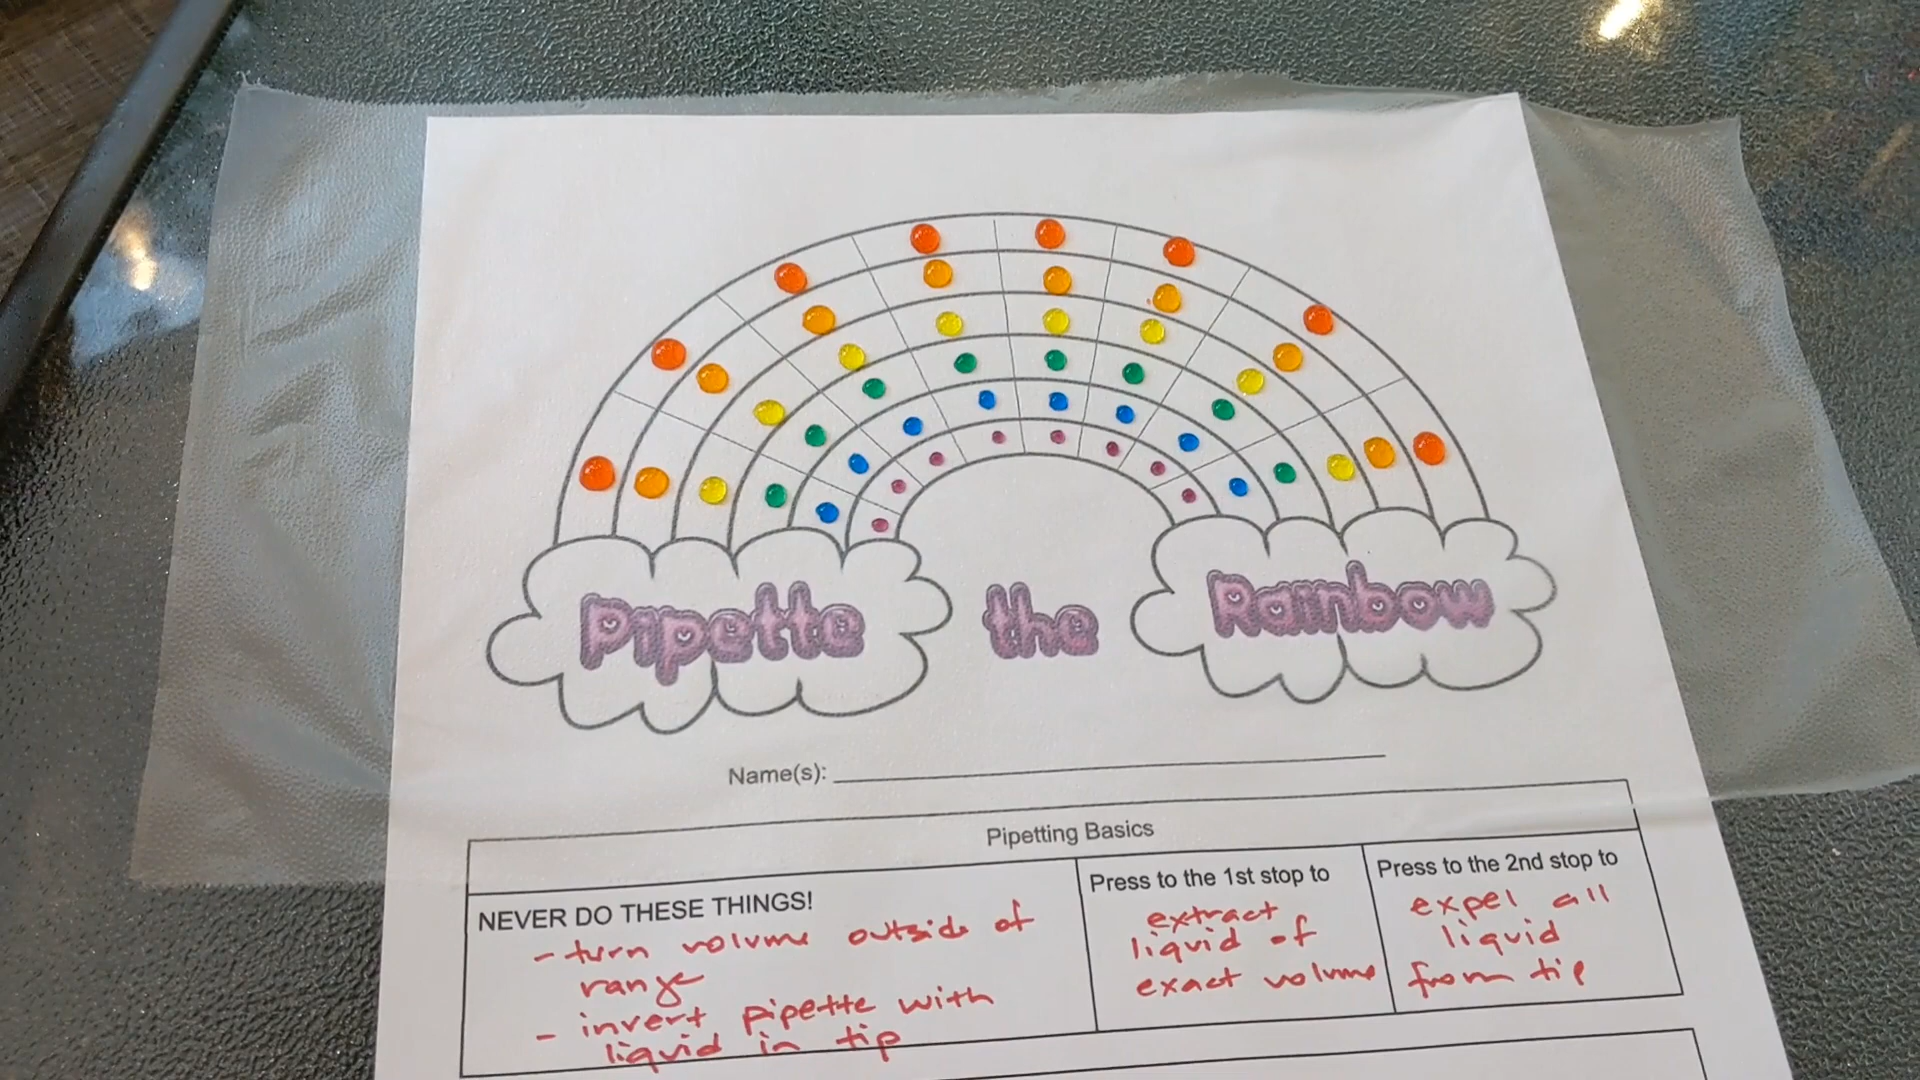 Pipette the Rainbow
Name(s):
Pipetting Basics
NEVER DO THESE THINGS!
- turn volume outside of
range
- invert pipette with
liquid in tip
Press to the 1st stop to
extract
liquid of
exact volume
Press to the 2nd stop to
expel all
liquid
from tip